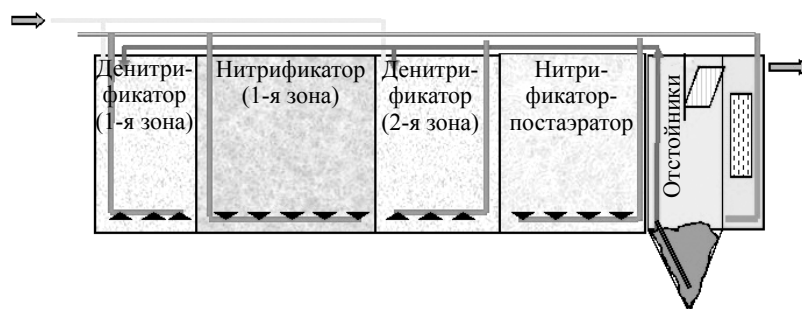 Денитри-
фикатор
(1-я зона)
Нитрификатор
(1-я зона)
Денитри-
фикатор
(2-я зона)
Нитри-
фикатор-
постаэратор
Отстойники